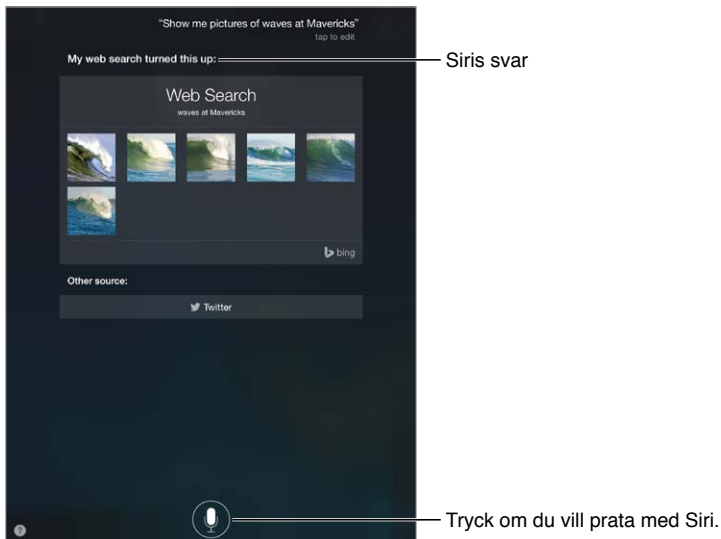 “Show me pictures of waves at Mavericks”
tap to edit
My web search turned this up:
Siris svar
Web Search
waves at Mavericks
bing
Other source:
Twitter
?
Tryck om du vill prata med Siri.